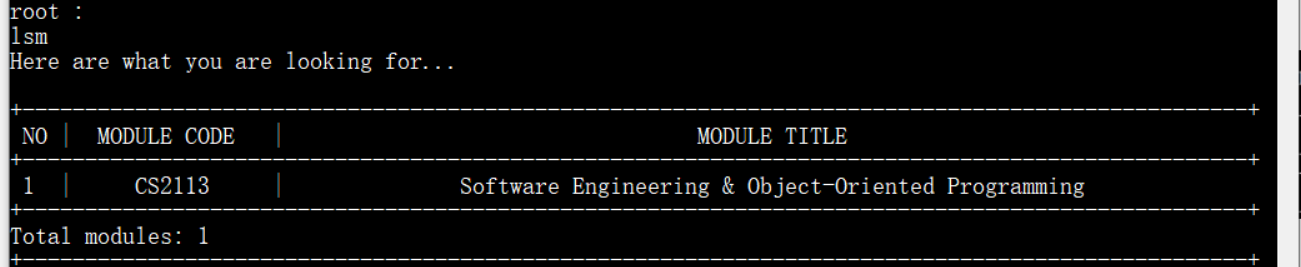 root :
lsm
Here are what you are looking for...
NO | MODULE CODE | MODULE TITLE
1 | CS2113 | Software Engineering & Object-Oriented Programming
Total modules: 1